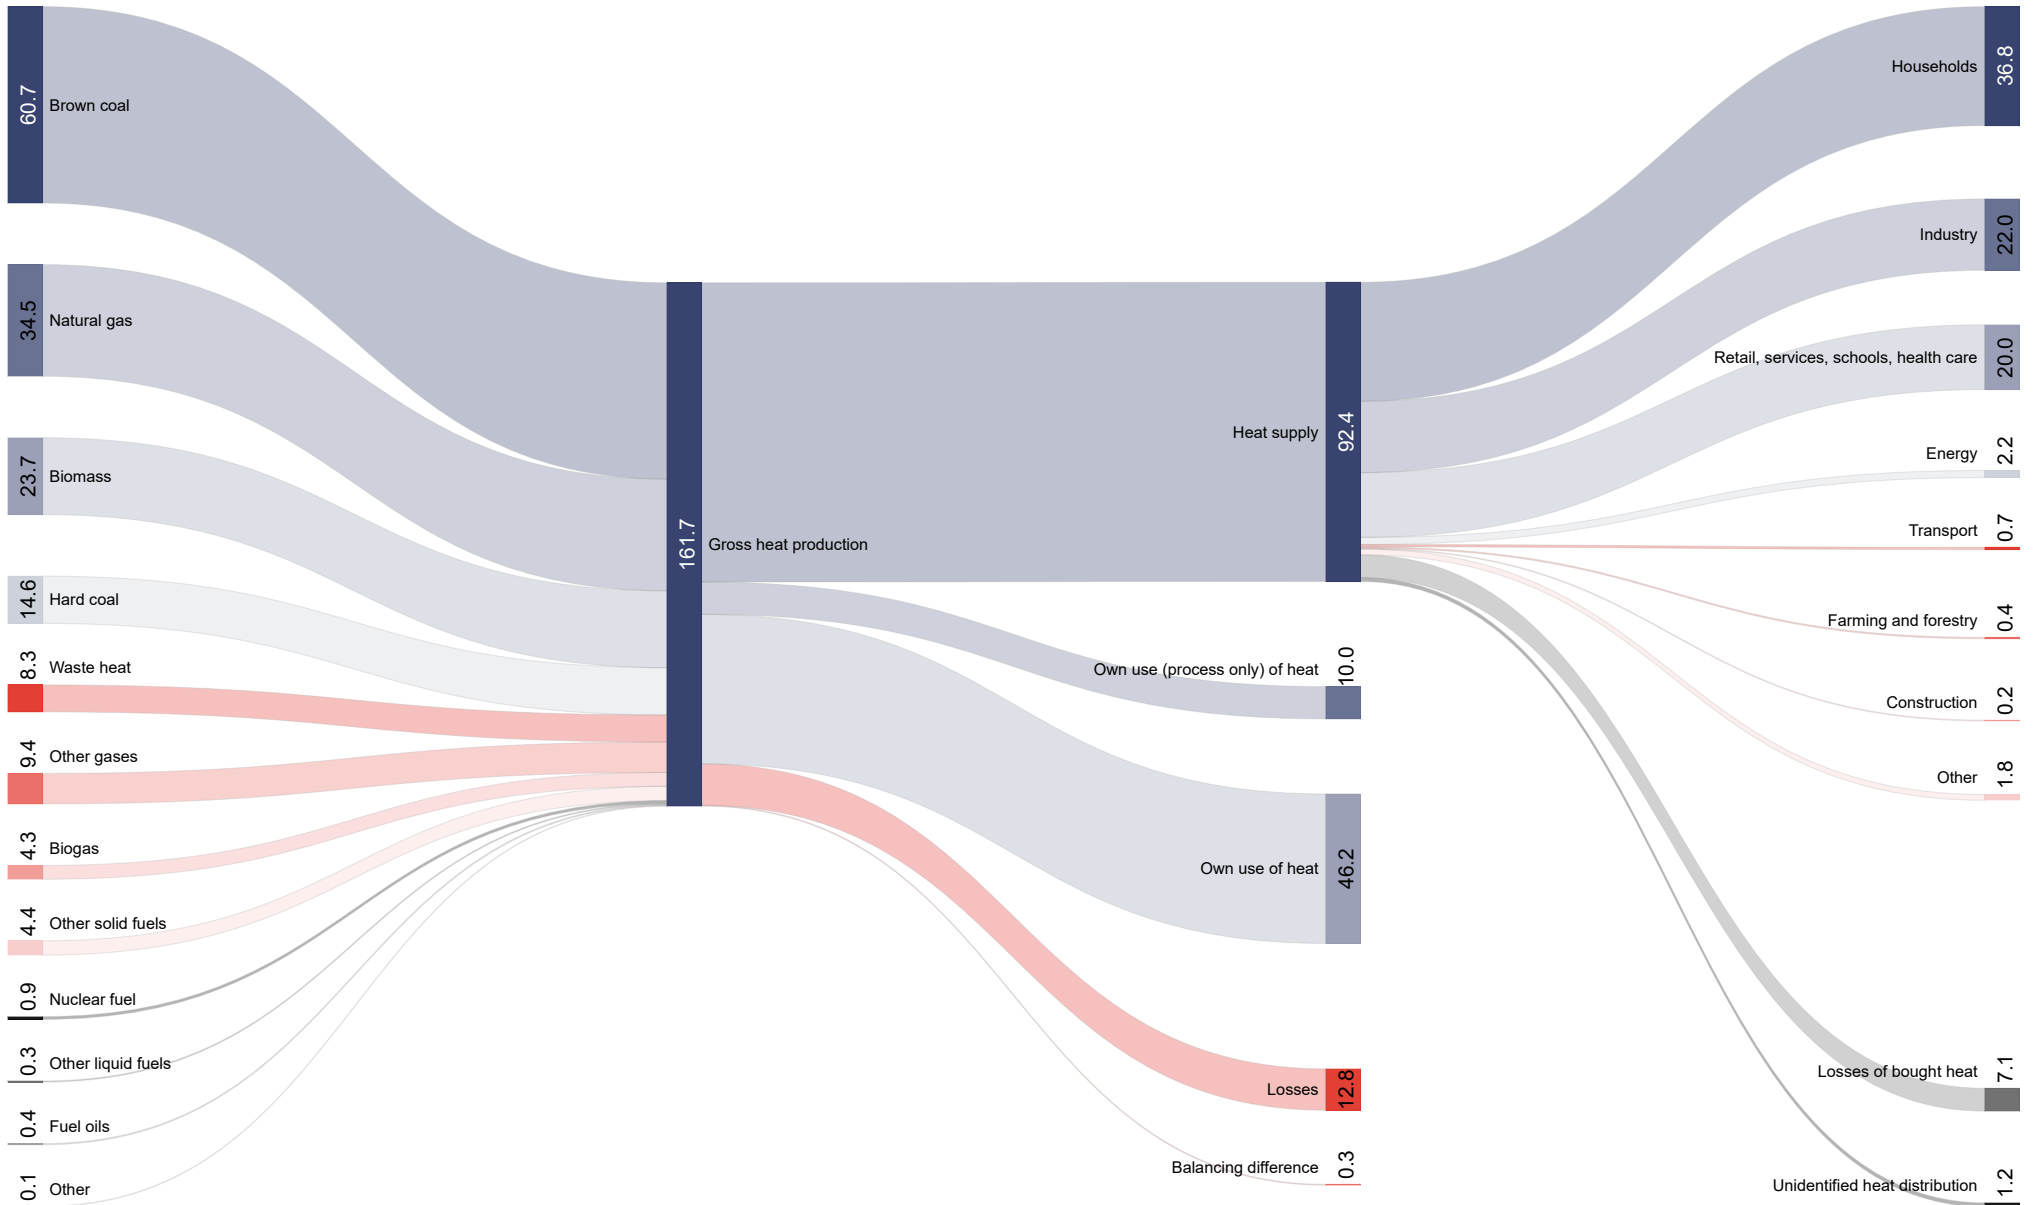 60.7
Brown coal
34.5
Natural gas
23.7
Biomass
14.6
Hard coal
8.3
Waste heat
9.4
Other gases
4.3
Biogas
4.4
Other solid fuels
0.9
Nuclear fuel
0.3
Other liquid fuels
0.4
Fuel oils
0.1
Other
161.7
Gross heat production
Heat supply
92.4
Own use (process only) of heat
10.0
Own use of heat
46.2
Losses
12.8
Balancing difference
0.3
Households
36.8
Industry
22.0
Retail, services, schools, health care
20.0
Energy
2.2
Transport
0.7
Farming and forestry
0.4
Construction
0.2
Other
1.8
Losses of bought heat
7.1
Unidentified heat distribution
1.2